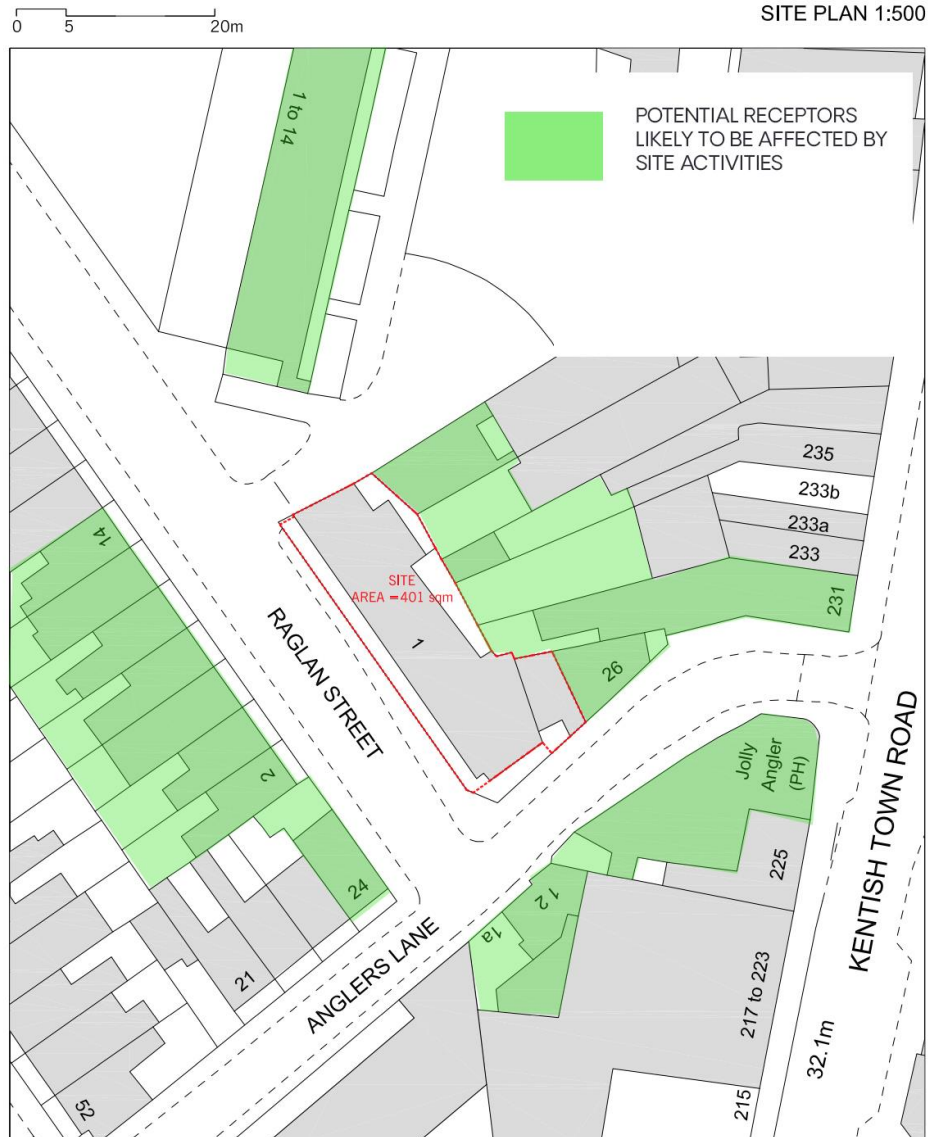 0 5 20m
SITE PLAN 1:500
POTENTIAL RECEPTORS
LIKELY TO BE AFFECTED BY
SITE ACTIVITIES
1 to 14
235
233b
233a
233
231
SITE
AREA = 401 sqm
1
26
14
RAGLAN STREET
2
24
21
52
ANGLERS LANE
1a
1 2
Jolly
Angler
(PH)
225
217 to 223
215
32.1m
KENTISH TOWN ROAD